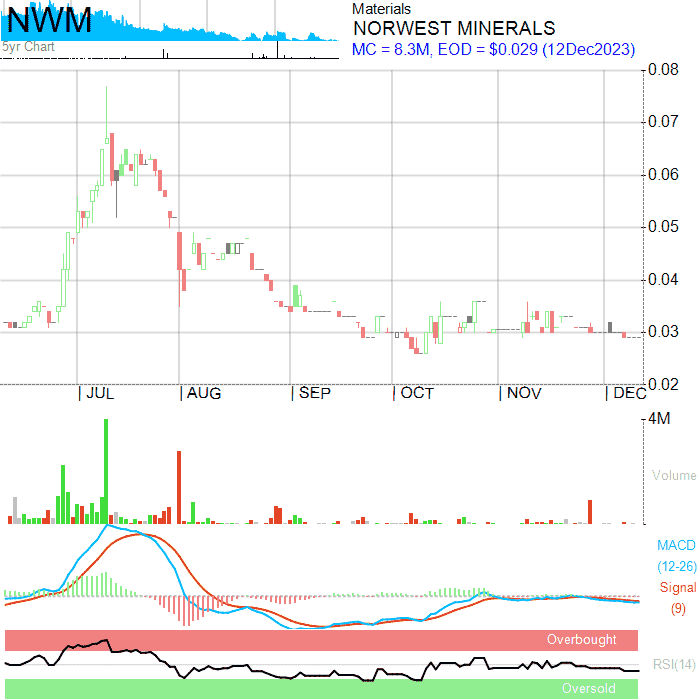 NWM
5yr Chart
Materials
NORWEST MINERALS
MC = 8.3M, EOD = $0.029 (12Dec2023)
0.08
0.07
0.06
0.05
0.04
0.03
0.02
JUL AUG SEP OCT NOV DEC
4M
Volume
MACD
(12-26)
Signal
(9)
Overbought
RSI(14)
Oversold